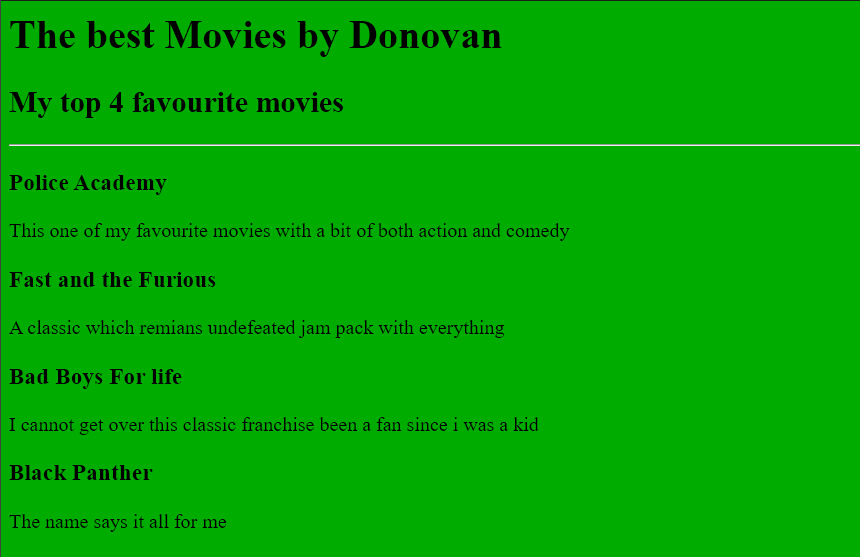 The best Movies by Donovan
My top 4 favourite movies
Police Academy
This one of my favourite movies with a bit of both action and comedy
Fast and the Furious
A classic which remians undefeated jam pack with everything
Bad Boys For life
I cannot get over this classic franchise been a fan since i was a kid
Black Panther
The name says it all for me